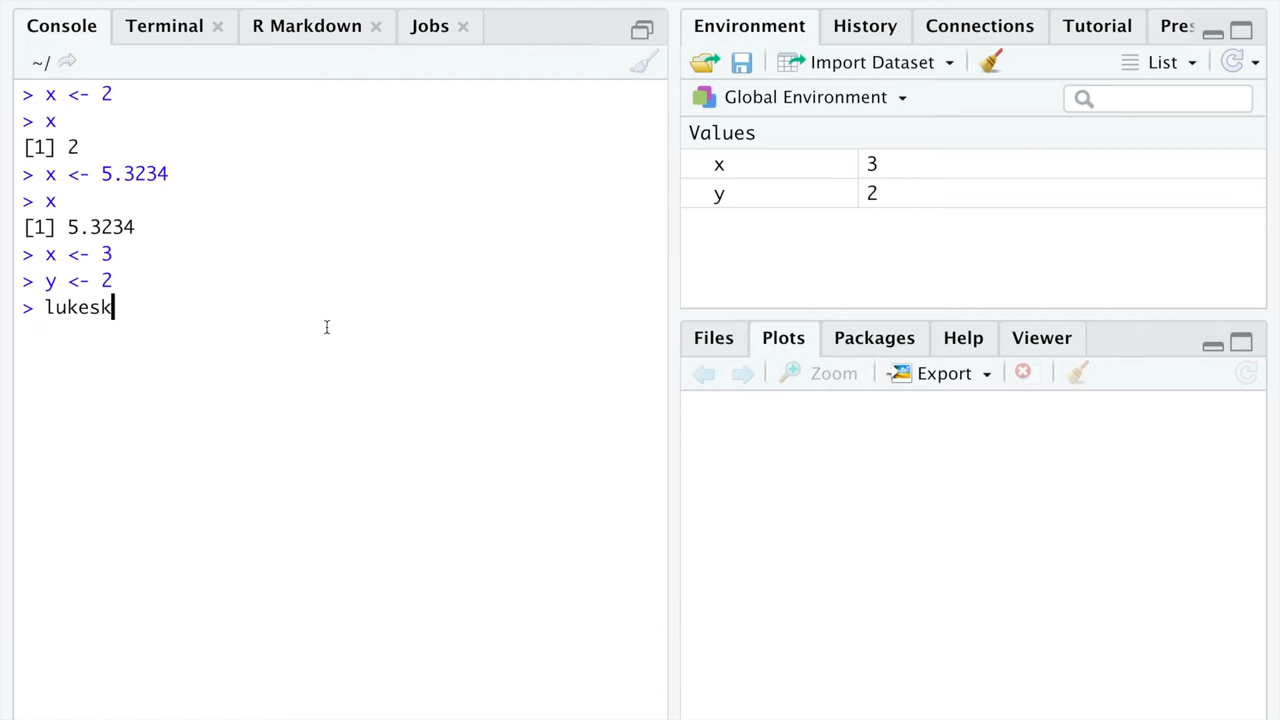 Console Terminal R Markdown Jobs
~/
> x <- 2
> x
[1] 2
> x <- 5.3234
> x
[1] 5.3234
> x <- 3
> y <- 2
> lukesk
Environment History Connections Tutorial Pre
Import Dataset List
Global Environment
Values
x 3
y 2
Files Plots Packages Help Viewer
Zoom Export